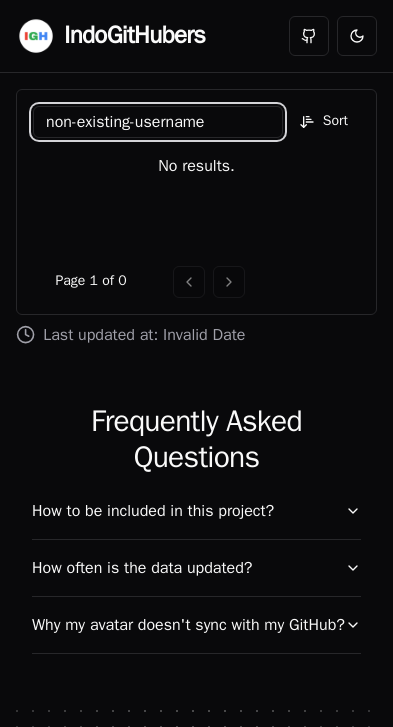 IGH IndoGitHubers
non-existing-username
Sort
No results.
Page 1 of 0
Last updated at: Invalid Date
Frequently Asked
Questions
How to be included in this project?
How often is the data updated?
Why my avatar doesn't sync with my GitHub?